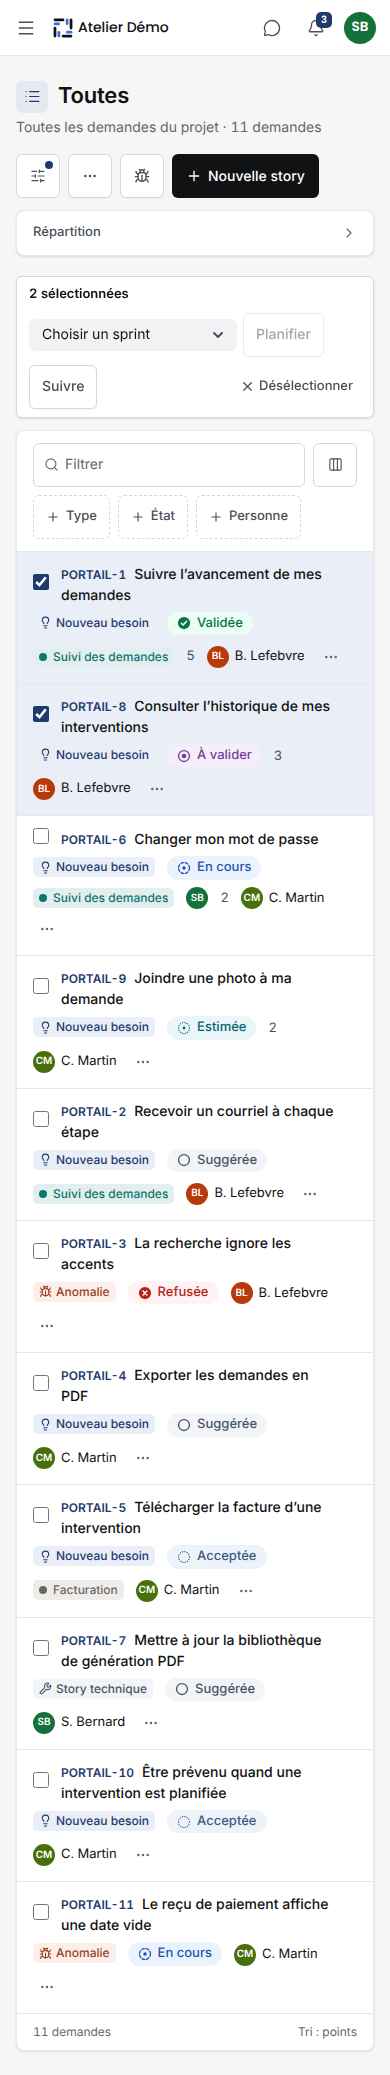 Atelier Démo
3
SB
Toutes
Toutes les demandes du projet · 11 demandes
Nouvelle story
Répartition
2 sélectionnées
Choisir un sprint
Planifier
Suivre
Désélectionner
Filtrer
+ Type + État + Personne
PORTAIL-1 Suivre l’avancement de mes
demandes
Nouveau besoin Validée
Suivi des demandes 5 BL B. Lefebvre ...
PORTAIL-8 Consulter l’historique de mes
interventions
Nouveau besoin À valider 3
BL B. Lefebvre ...
PORTAIL-6 Changer mon mot de passe
Nouveau besoin En cours
Suivi des demandes SB 2 CM C. Martin
...
PORTAIL-9 Joindre une photo à ma
demande
Nouveau besoin Estimée 2
CM C. Martin ...
PORTAIL-2 Recevoir un courriel à chaque
étape
Nouveau besoin Suggérée
Suivi des demandes BL B. Lefebvre ...
PORTAIL-3 La recherche ignore les
accents
Anomalie Refusée BL B. Lefebvre
...
PORTAIL-4 Exporter les demandes en
PDF
Nouveau besoin Suggérée
CM C. Martin ...
PORTAIL-5 Télécharger la facture d’une
intervention
Nouveau besoin Acceptée
Facturation CM C. Martin ...
PORTAIL-7 Mettre à jour la bibliothèque
de génération PDF
Story technique Suggérée
SB S. Bernard ...
PORTAIL-10 Être prévenu quand une
intervention est planifiée
Nouveau besoin Acceptée
CM C. Martin ...
PORTAIL-11 Le reçu de paiement affiche
une date vide
Anomalie En cours CM C. Martin
...
11 demandes Tri : points